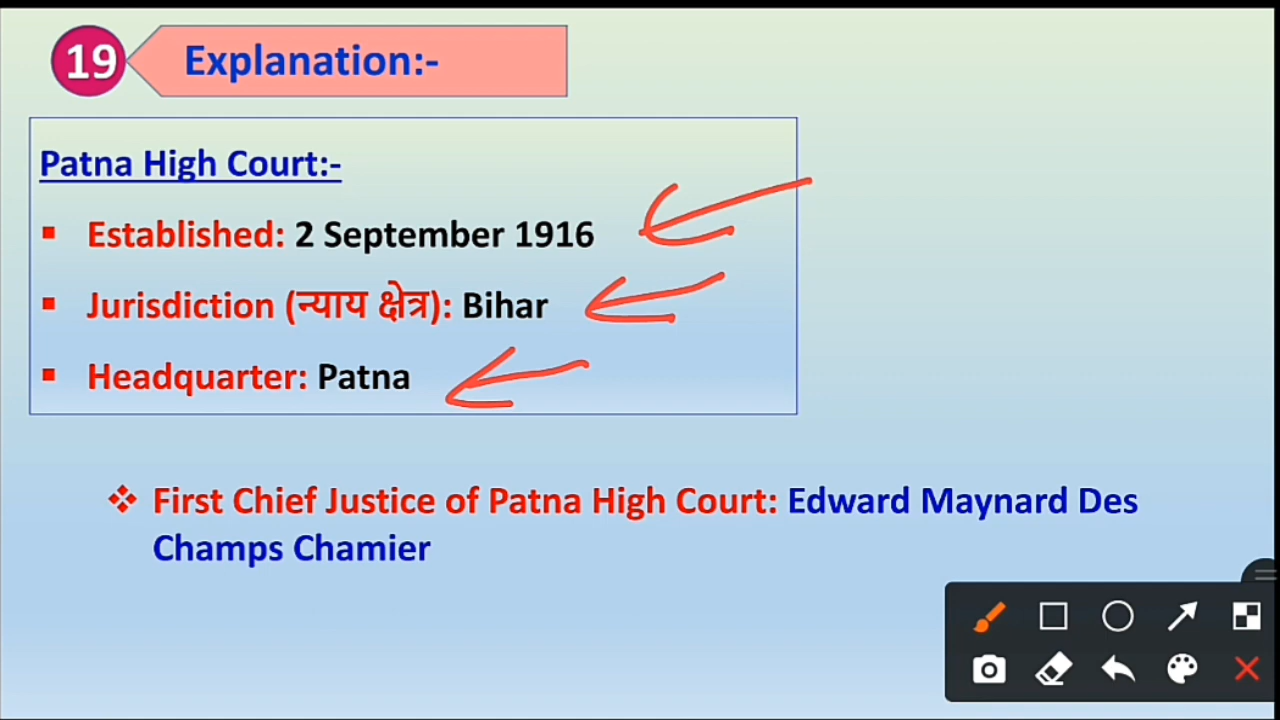 19 Explanation:-
Patna High Court:-
▪ Established: 2 September 1916
▪ Jurisdiction (न्याय क्षेत्र): Bihar
▪ Headquarter: Patna
❖ First Chief Justice of Patna High Court: Edward Maynard Des
Champs Chamier